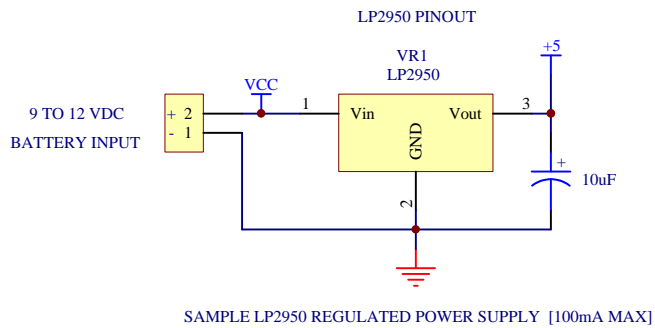 LP2950 PINOUT
+5
VR1
LP2950
VCC
9 TO 12 VDC
BATTERY INPUT
+ 2
- 1
1
Vin
Vout
3
GND
2
+
10uF
SAMPLE LP2950 REGULATED POWER SUPPLY [100mA MAX]